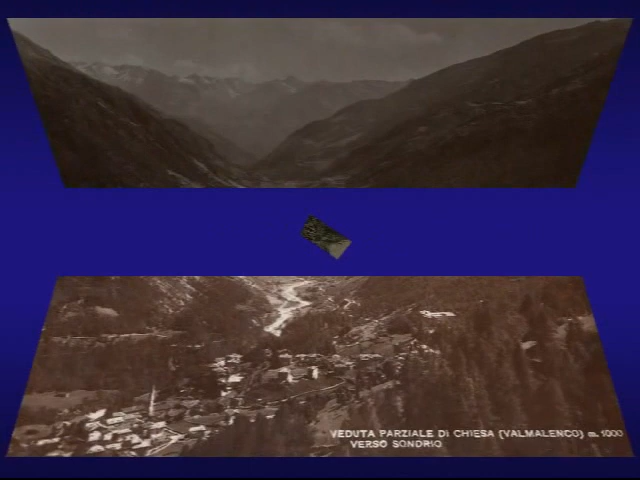 VEDUTA PARZIALE DI CHIESA (VALMALENCO) m. 1000
VERSO SONDRIO